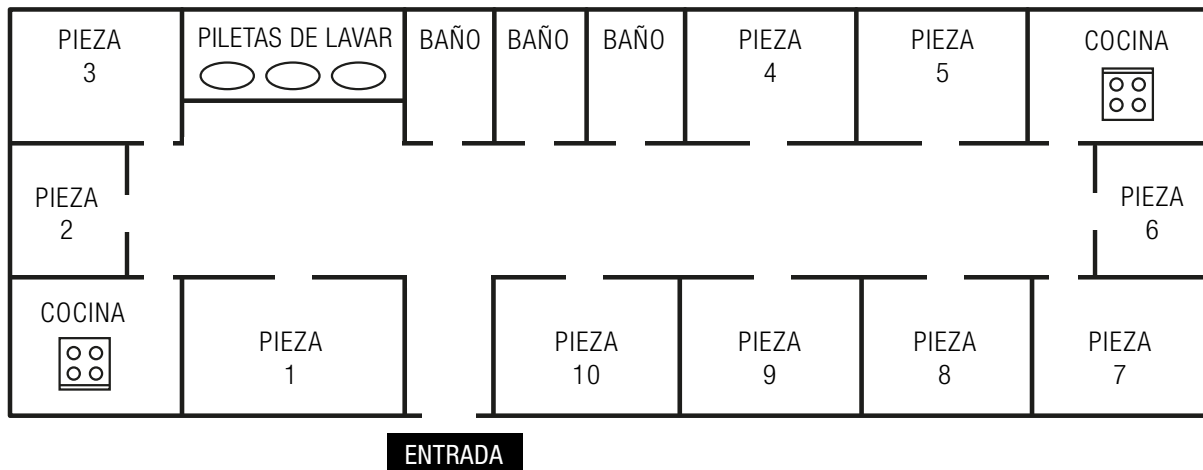 PIEZA
3
PILETAS DE LAVAR
BAÑO
BAÑO
BAÑO
PIEZA
4
PIEZA
5
COCINA
PIEZA
2
PIEZA
6
COCINA
PIEZA
1
PIEZA
10
PIEZA
9
PIEZA
8
PIEZA
7
ENTRADA